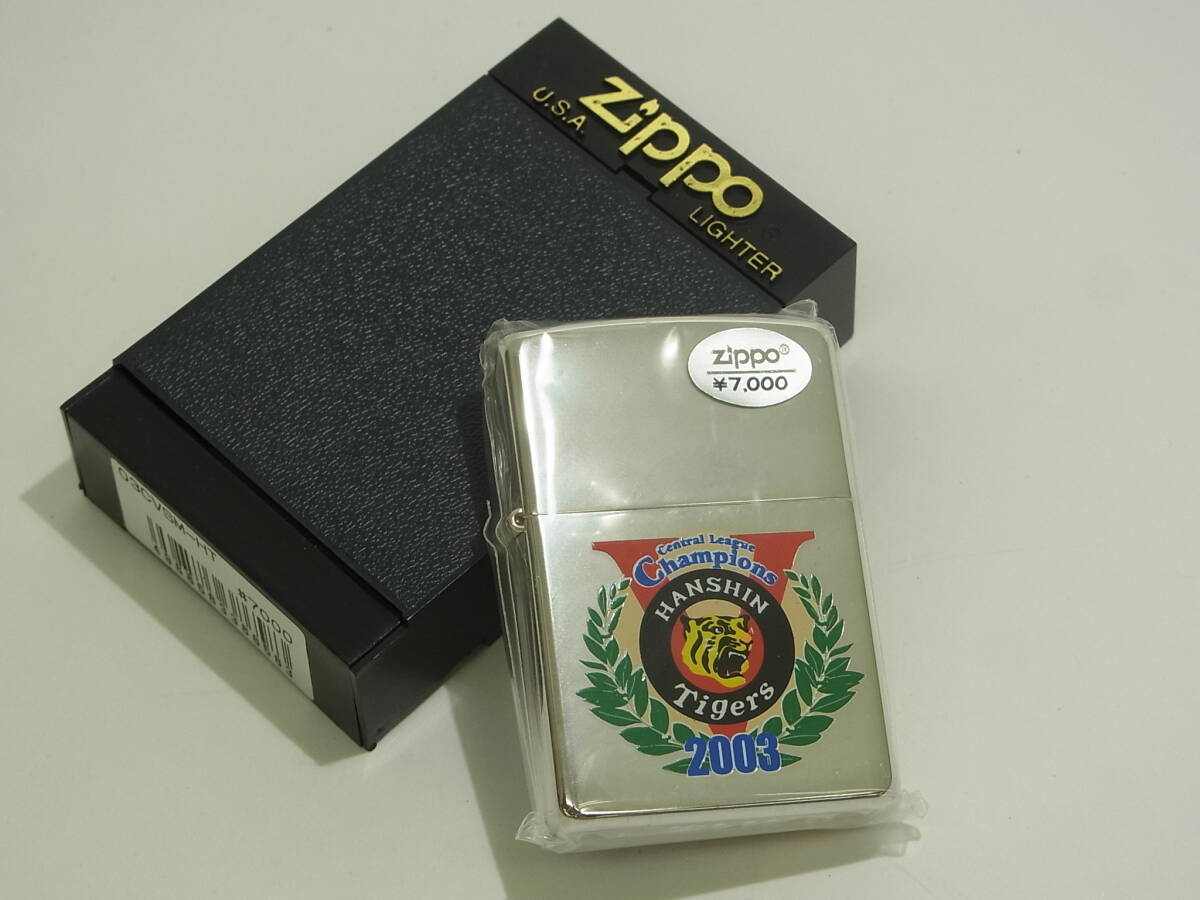 zippo
U.S.A.
LIGHTER
zippo®
¥7,000
Central League
Champions
HANSHIN
Tigers
2003
03CVSM-HT
¥7000